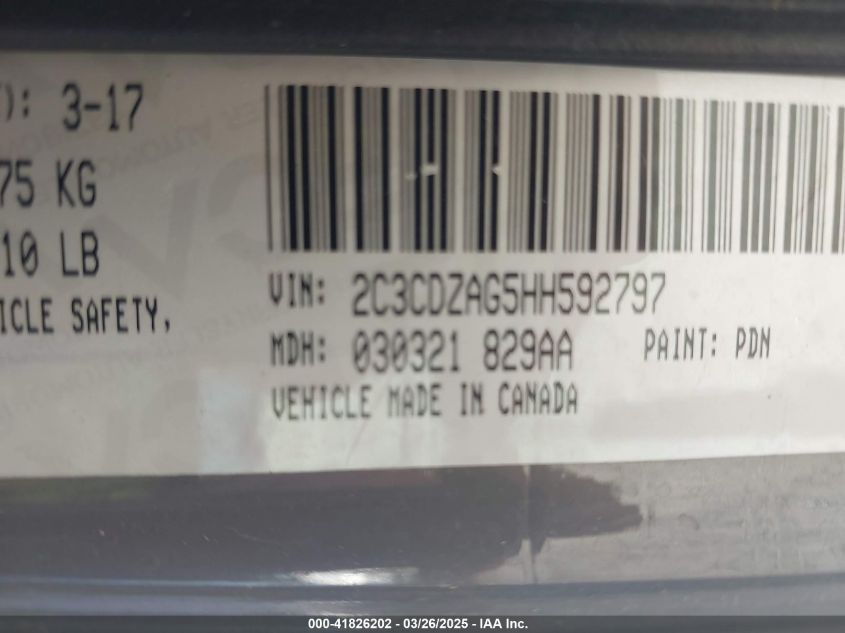 ): 3-17
75 KG
10 LB
ICLE SAFETY,
VIN: 2C3CDZAG5HH592797
MDH: 030321 829AA PAINT: PDN
VEHICLE MADE IN CANADA
000-41826202 - 03/26/2025 - IAA Inc.